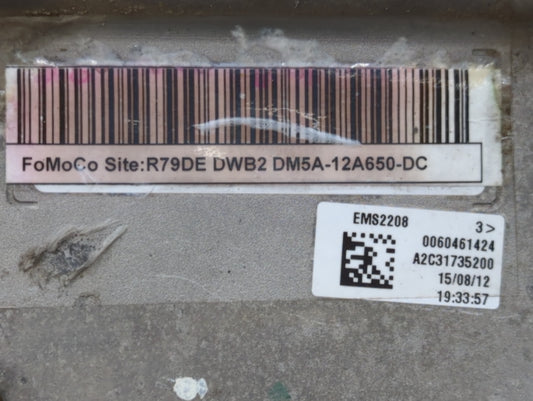 FoMoCo Site:R79DE DWB2 DM5A-12A650-DC
EMS2208 3>
0060461424
A2C31735200
15/08/12
19:33:57